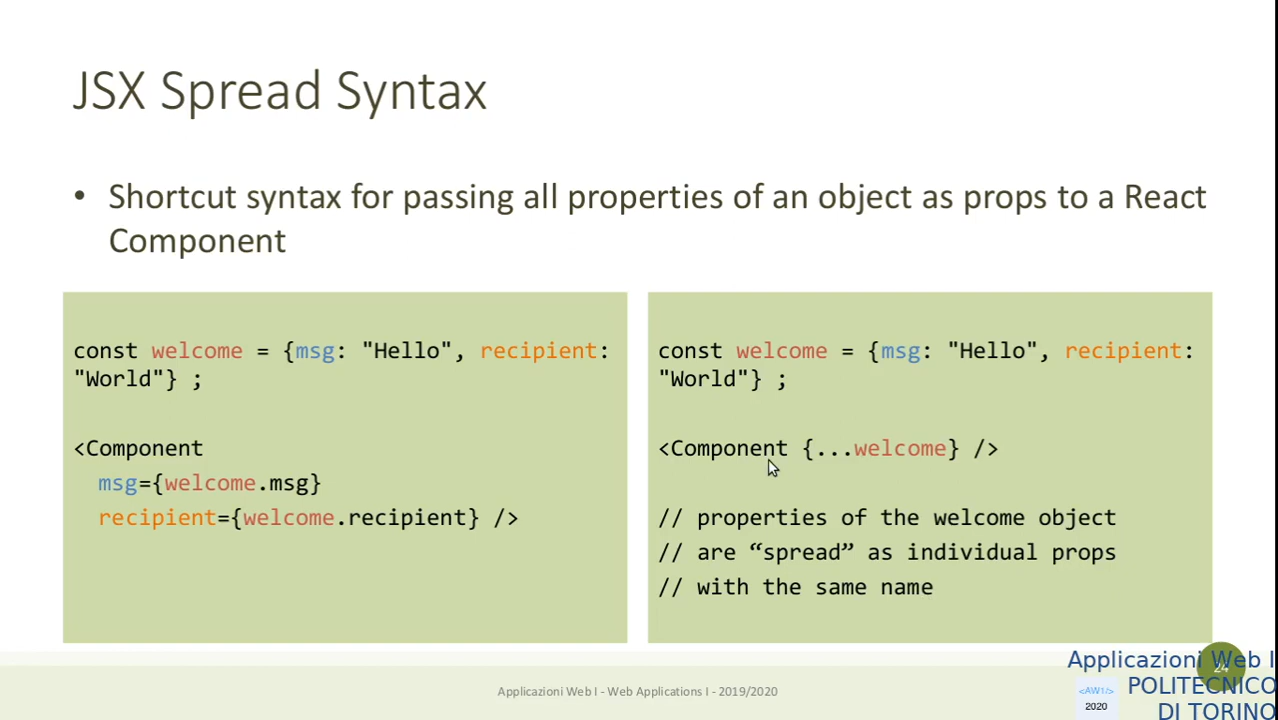 JSX Spread Syntax
• Shortcut syntax for passing all properties of an object as props to a React
Component
const welcome = {msg: "Hello", recipient:
"World"} ;
<Component
msg={welcome.msg}
recipient={welcome.recipient} />
const welcome = {msg: "Hello", recipient:
"World"} ;
<Component {...welcome} />
// properties of the welcome object
// are “spread” as individual props
// with the same name
Applicazioni Web I - Web Applications I - 2019/2020
24
Applicazioni Web I
POLITECNICO
DI TORINO
<AW1/>
2020